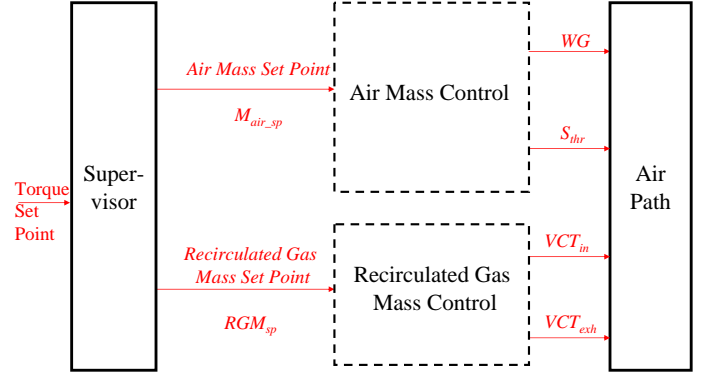 Torque
Set
Point
Super-
visor
Air Mass Set Point
M_air_sp
Recirculated Gas
Mass Set Point
RGM_sp
Air Mass Control
Recirculated Gas
Mass Control
WG
S_thr
VCT_in
VCT_exh
Air
Path